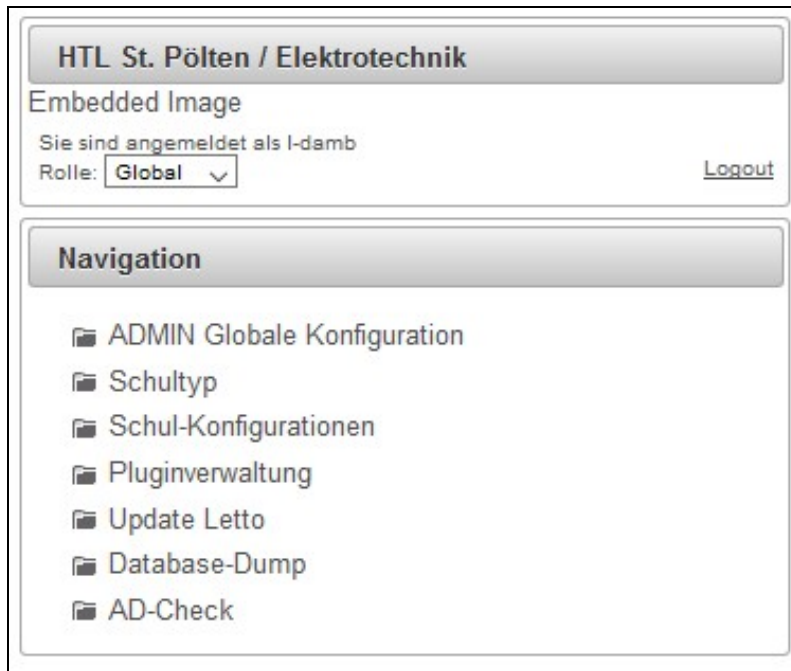 HTL St. Pölten / Elektrotechnik
Embedded Image
Sie sind angemeldet als l-damb
Rolle: Global
Logout
Navigation
ADMIN Globale Konfiguration
Schultyp
Schul-Konfigurationen
Pluginverwaltung
Update Letto
Database-Dump
AD-Check